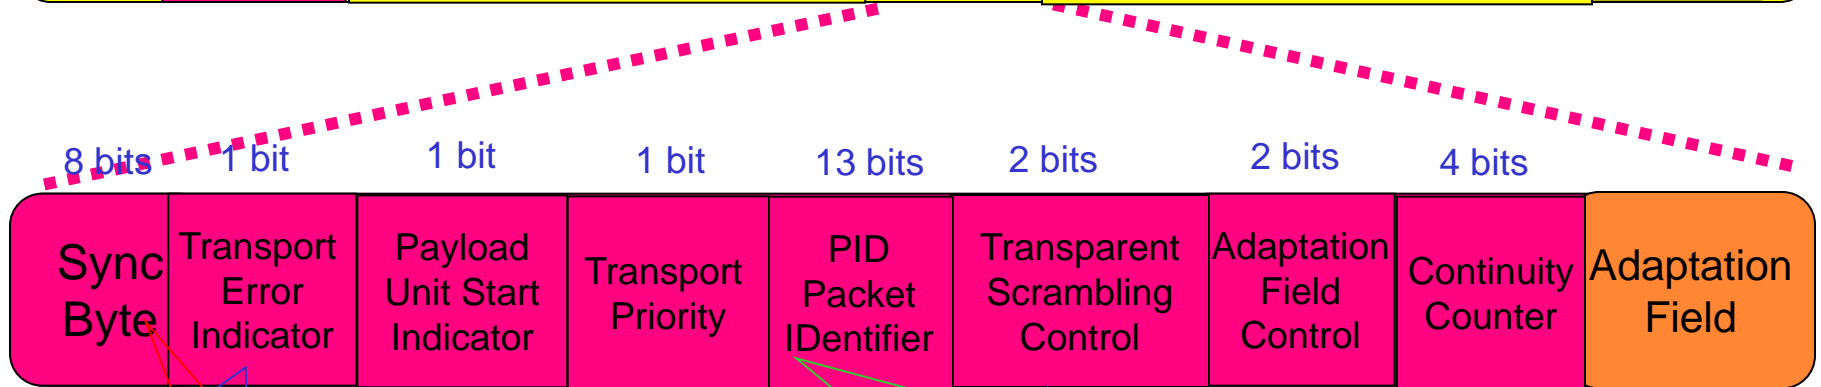 8 bits
1 bit
1 bit
1 bit
13 bits
2 bits
2 bits
4 bits
Sync
Byte
Transport
Error
Indicator
Payload
Unit Start
Indicator
Transport
Priority
PID
Packet
IDentifier
Transparent
Scrambling
Control
Adaptation
Field
Control
Continuity
Counter
Adaptation
Field